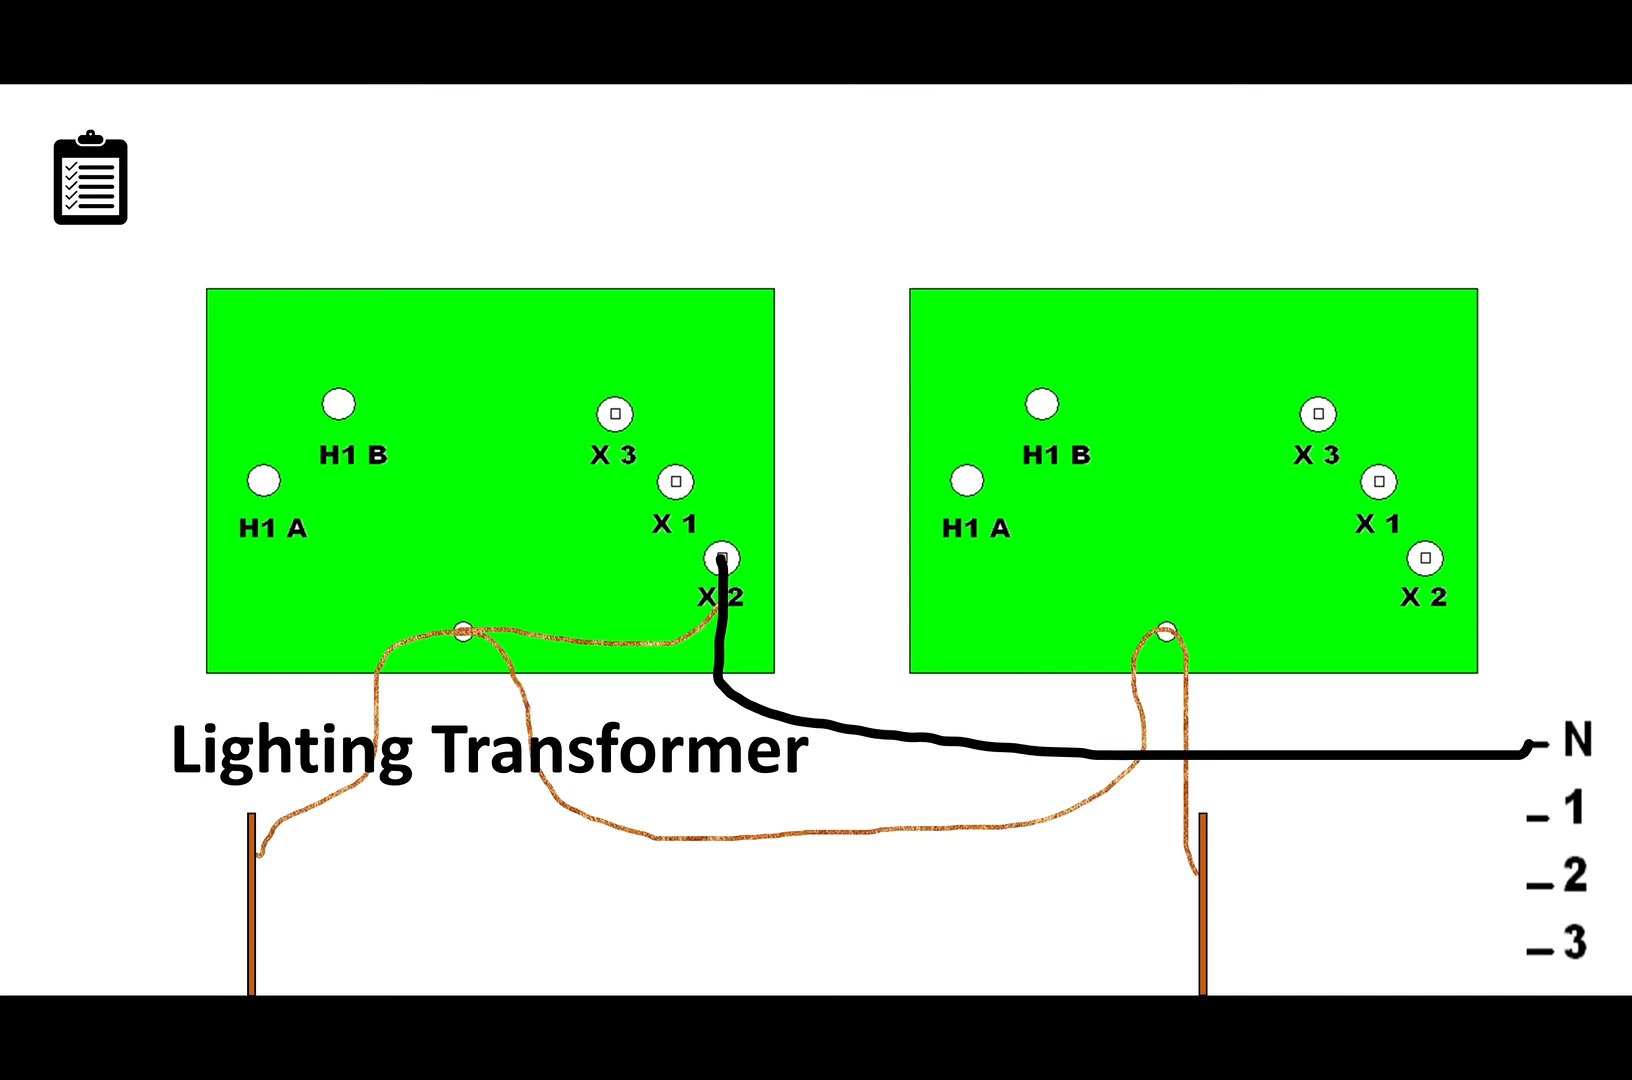 H1 B
X 3
H1 A
X 1
X 2
H1 B
X 3
H1 A
X 1
X 2
Lighting Transformer
N
1
2
3